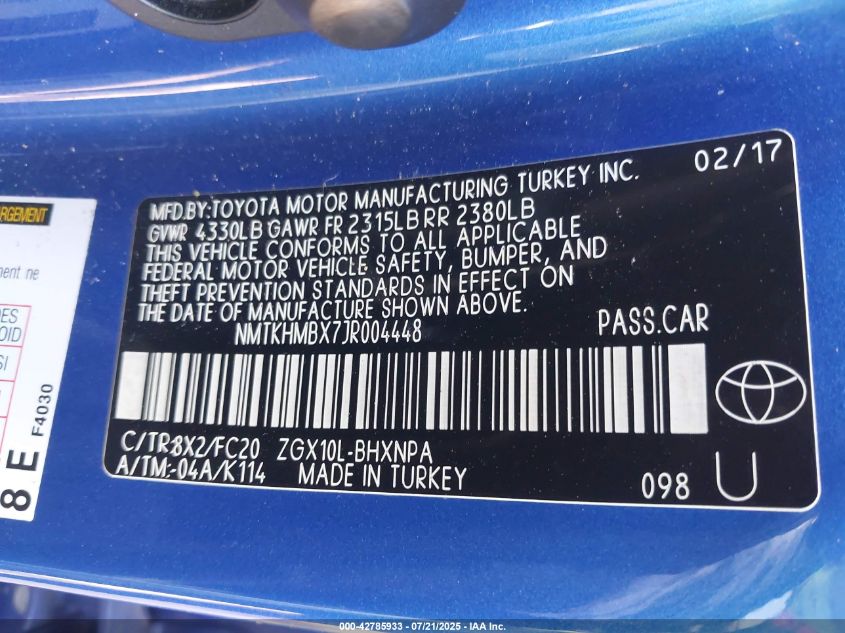 MFD.BY:TOYOTA MOTOR MANUFACTURING TURKEY INC. 02/17
GVWR 4330LB GAWR FR 2315LB RR 2380LB
THIS VEHICLE CONFORMS TO ALL APPLICABLE
FEDERAL MOTOR VEHICLE SAFETY, BUMPER, AND
THEFT PREVENTION STANDARDS IN EFFECT ON
THE DATE OF MANUFACTURE SHOWN ABOVE.
NMTKHMBX7JR004448 PASS.CAR
C/TR:8X2/FC20 ZGX10L-BHXNPA
A/TM:-04A/K114 MADE IN TURKEY
098 U
ne
F4030
8 E
000-42785933 - 07/21/2025 - IAA Inc.